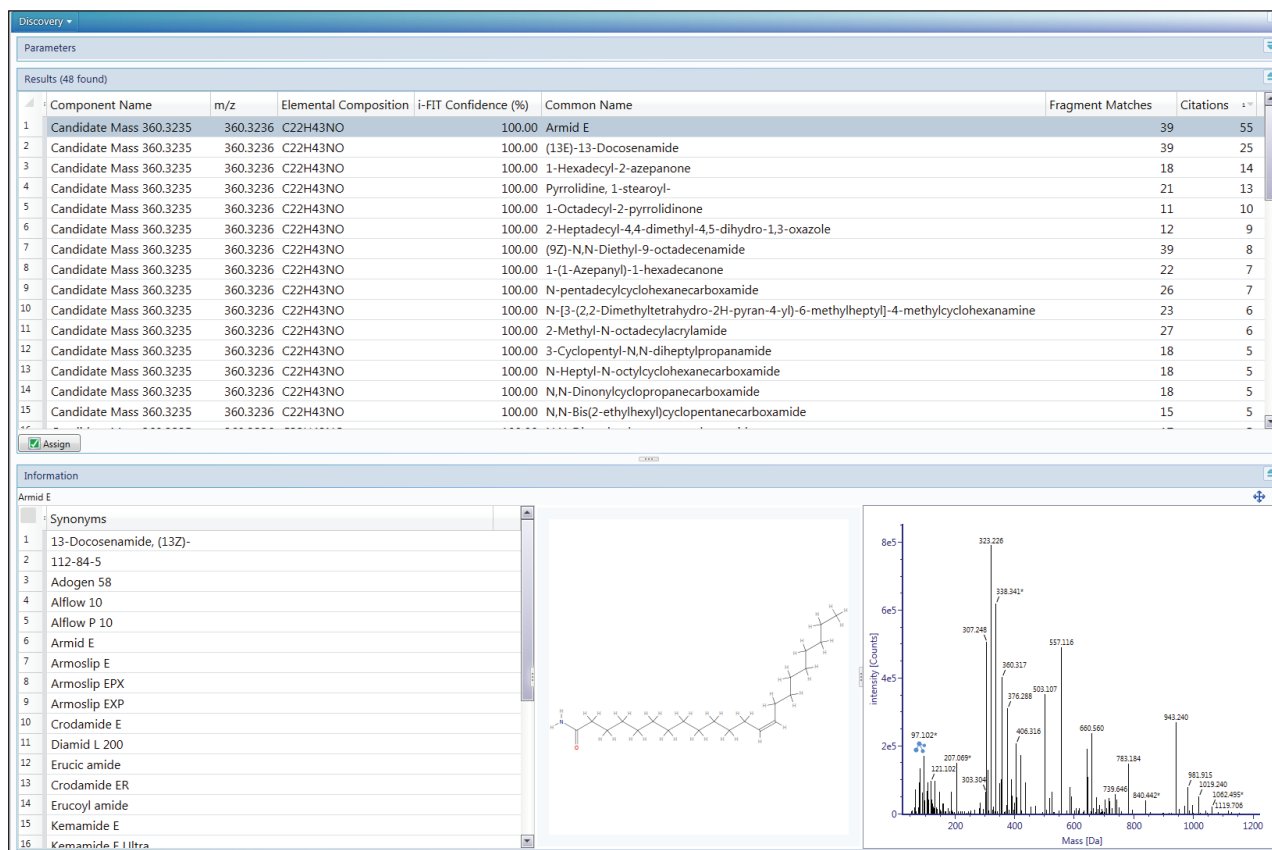 Discovery
Parameters
Results (48 found)
Component Name m/z Elemental Composition i-FIT Confidence (%) Common Name Fragment Matches Citations
1 Candidate Mass 360.3235 360.3236 C22H43NO 100.00 Armid E 39 55
2 Candidate Mass 360.3235 360.3236 C22H43NO 100.00 (13E)-13-Docosenamide 39 25
3 Candidate Mass 360.3235 360.3236 C22H43NO 100.00 1-Hexadecyl-2-azepanone 18 14
4 Candidate Mass 360.3235 360.3236 C22H43NO 100.00 Pyrrolidine, 1-stearoyl- 21 13
5 Candidate Mass 360.3235 360.3236 C22H43NO 100.00 1-Octadecyl-2-pyrrolidinone 11 10
6 Candidate Mass 360.3235 360.3236 C22H43NO 100.00 2-Heptadecyl-4,4-dimethyl-4,5-dihydro-1,3-oxazole 12 9
7 Candidate Mass 360.3235 360.3236 C22H43NO 100.00 (9Z)-N,N-Diethyl-9-octadecenamide 39 8
8 Candidate Mass 360.3235 360.3236 C22H43NO 100.00 1-(1-Azepanyl)-1-hexadecanone 22 7
9 Candidate Mass 360.3235 360.3236 C22H43NO 100.00 N-pentadecylcyclohexanecarboxamide 26 7
10 Candidate Mass 360.3235 360.3236 C22H43NO 100.00 N-[3-(2,2-Dimethyltetrahydro-2H-pyran-4-yl)-6-methylheptyl]-4-methylcyclohexanamine 23 6
11 Candidate Mass 360.3235 360.3236 C22H43NO 100.00 2-Methyl-N-octadecylacrylamide 27 6
12 Candidate Mass 360.3235 360.3236 C22H43NO 100.00 3-Cyclopentyl-N,N-diheptylpropanamide 18 5
13 Candidate Mass 360.3235 360.3236 C22H43NO 100.00 N-Heptyl-N-octylcyclohexanecarboxamide 18 5
14 Candidate Mass 360.3235 360.3236 C22H43NO 100.00 N,N-Dinonylcyclopropanecarboxamide 18 5
15 Candidate Mass 360.3235 360.3236 C22H43NO 100.00 N,N-Bis(2-ethylhexyl)cyclopentanecarboxamide 15 5
Assign
Information
Armid E
Synonyms
1 13-Docosenamide, (13Z)-
2 112-84-5
3 Adogen 58
4 Alflow 10
5 Alflow P 10
6 Armid E
7 Armoslip E
8 Armoslip EPX
9 Armoslip EXP
10 Crodamide E
11 Diamid L 200
12 Erucic amide
13 Crodamide ER
14 Erucoyl amide
15 Kemamide E
16 Kemamide E Ultra
intensity [Counts]
8e5
6e5
4e5
2e5
0
323.226
338.341*
307.248
557.116
360.317
376.288
503.107
406.316
660.560
943.240
97.102*
207.069*
121.102
303.304
783.184
739.646
840.442*
981.915
1019.240
1062.495*
1119.706
200 400 600 800 1000 1200
Mass [Da]